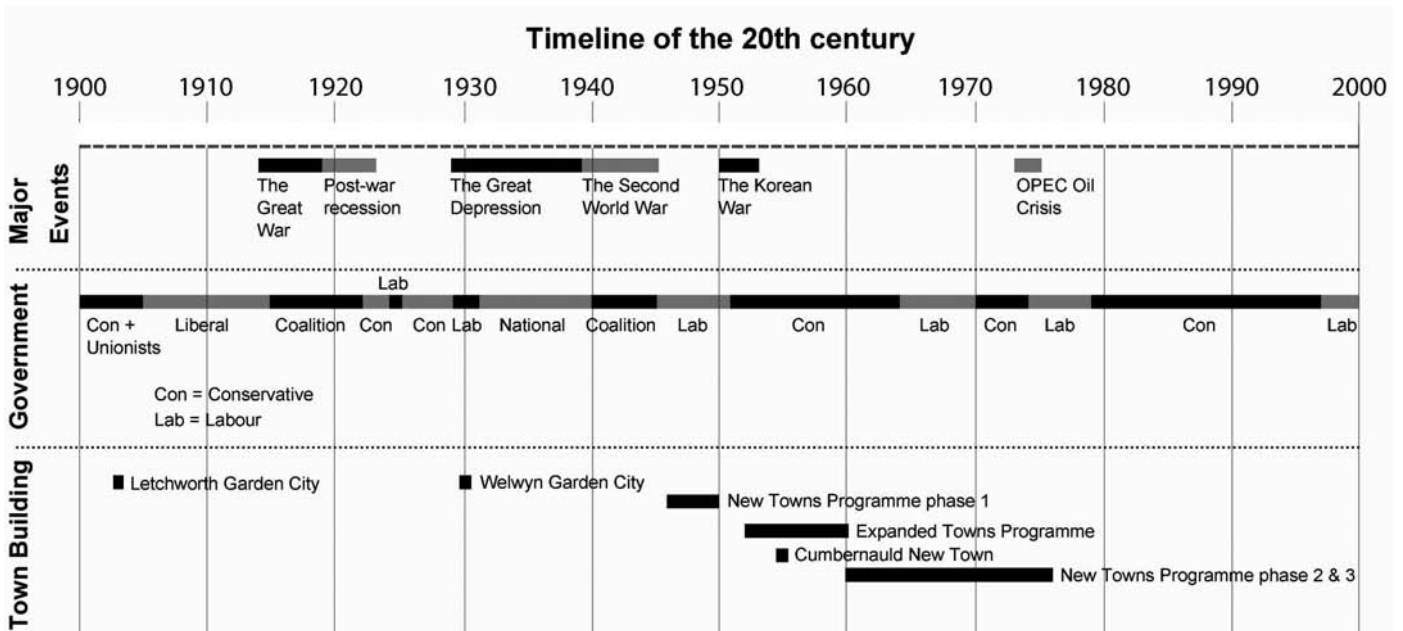 Timeline of the 20th century
1900 1910 1920 1930 1940 1950 1960 1970 1980 1990 2000
Major
Events
The
Great
War
Post-war
recession
The Great
Depression
The Second
World War
The Korean
War
OPEC Oil
Crisis
Government
Lab
Con +
Unionists
Liberal
Coalition
Con
Con
Lab
National
Coalition
Lab
Con
Lab
Con
Lab
Con
Lab
Con = Conservative
Lab = Labour
Town Building
Letchworth Garden City
Welwyn Garden City
New Towns Programme phase 1
Expanded Towns Programme
Cumbernauld New Town
New Towns Programme phase 2 & 3